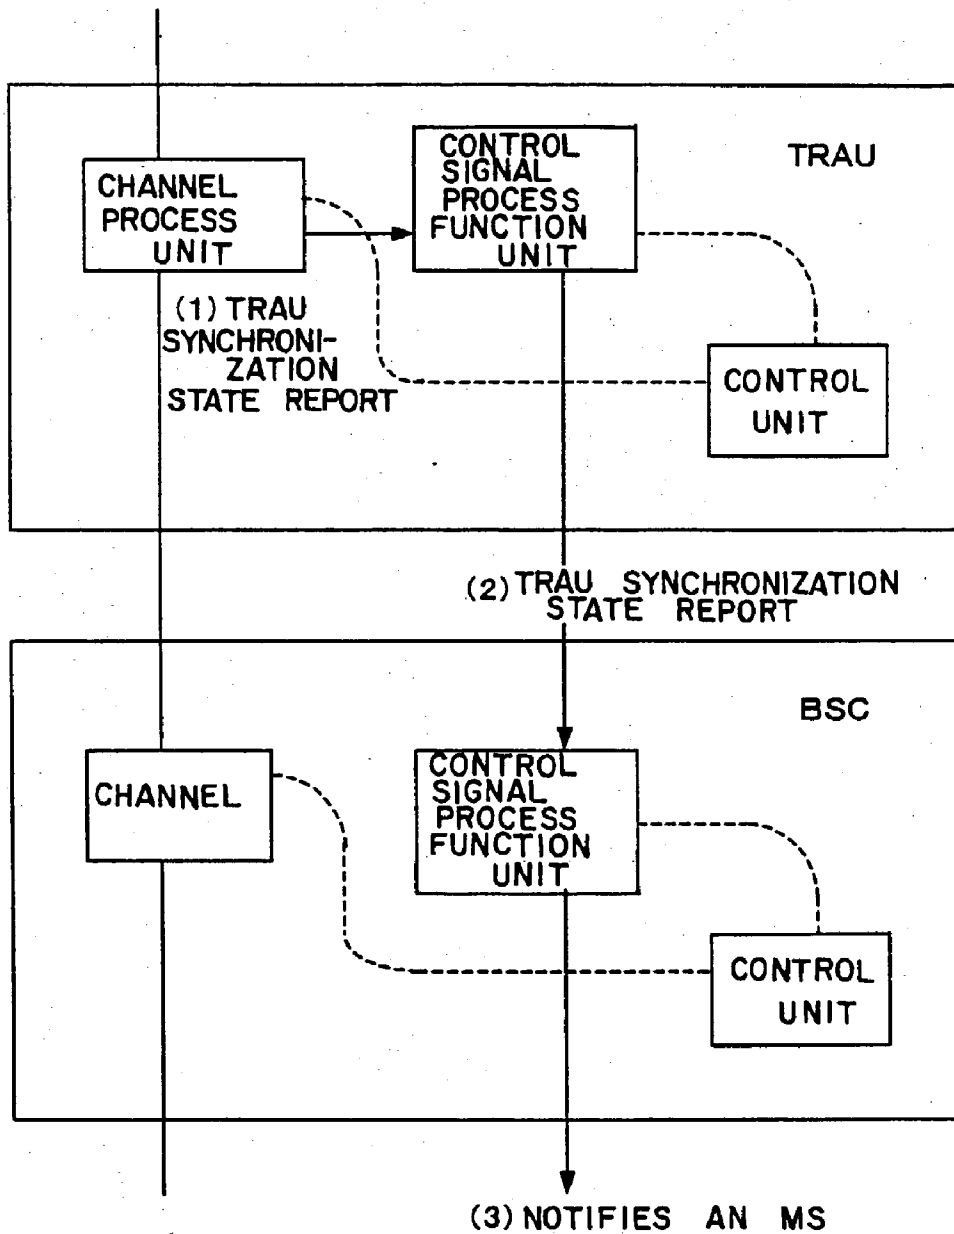 TRAU
CHANNEL
PROCESS
UNIT
CONTROL
SIGNAL
PROCESS
FUNCTION
UNIT
(1) TRAU
SYNCHRONI-
ZATION
STATE REPORT
CONTROL
UNIT
(2) TRAU SYNCHRONIZATION
STATE REPORT
BSC
CHANNEL
CONTROL
SIGNAL
PROCESS
FUNCTION
UNIT
CONTROL
UNIT
(3) NOTIFIES AN MS